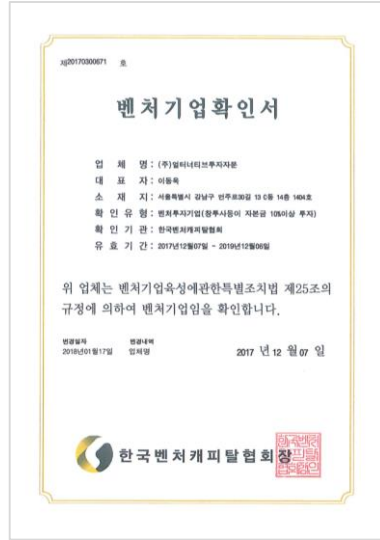 제20170300671 호
벤처기업확인서
업 체 명 : (주)얼터너티브투자자문
대 표 자 : 이동욱
소 재 지 : 서울특별시 강남구 언주로30길 13 C동 14층 1404호
확 인 유 형 : 벤처투자기업(창투사등이 자본금 10%이상 투자)
확 인 기 관 : 한국벤처캐피탈협회
유 효 기 간 : 2017년12월07일 ~ 2019년12월06일
위 업체는 벤처기업육성에관한특별조치법 제25조의
규정에 의하여 벤처기업임을 확인합니다.
변경일자 변경내역
2018년01월17일 업체명
2017 년 12 월 07 일
한국벤처캐피탈협회장